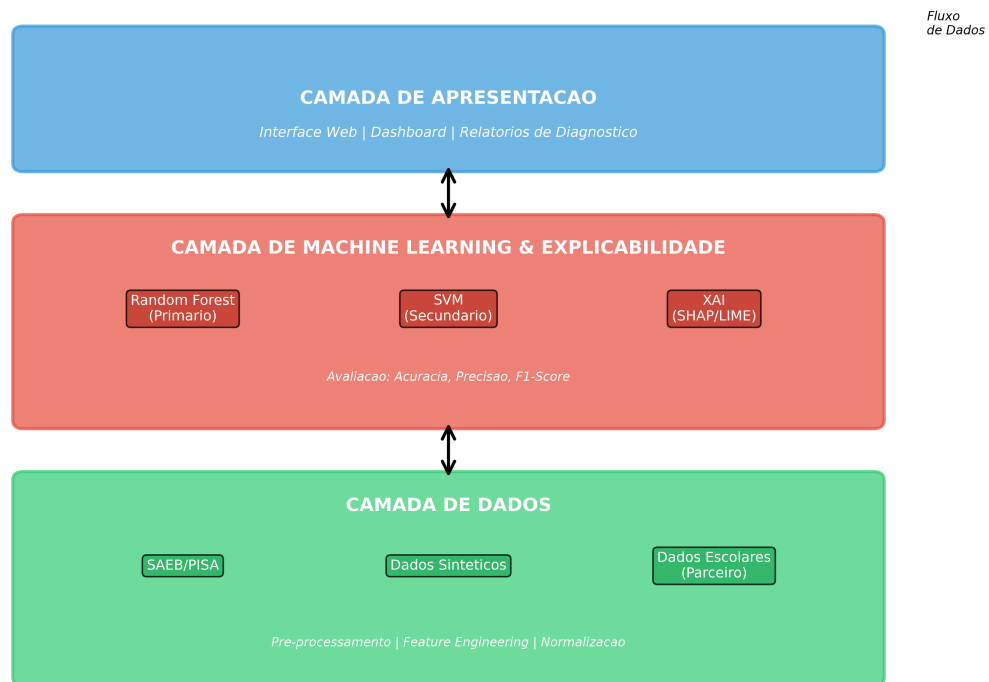 Fluxo
de Dados
CAMADA DE APRESENTACAO
Interface Web | Dashboard | Relatorios de Diagnostico
CAMADA DE MACHINE LEARNING & EXPLICABILIDADE
Random Forest
(Primario)
SVM
(Secundario)
XAI
(SHAP/LIME)
Avaliacao: Acuracia, Precisao, F1-Score
CAMADA DE DADOS
SAEB/PISA
Dados Sinteticos
Dados Escolares
(Parceiro)
Pre-processamento | Feature Engineering | Normalizacao